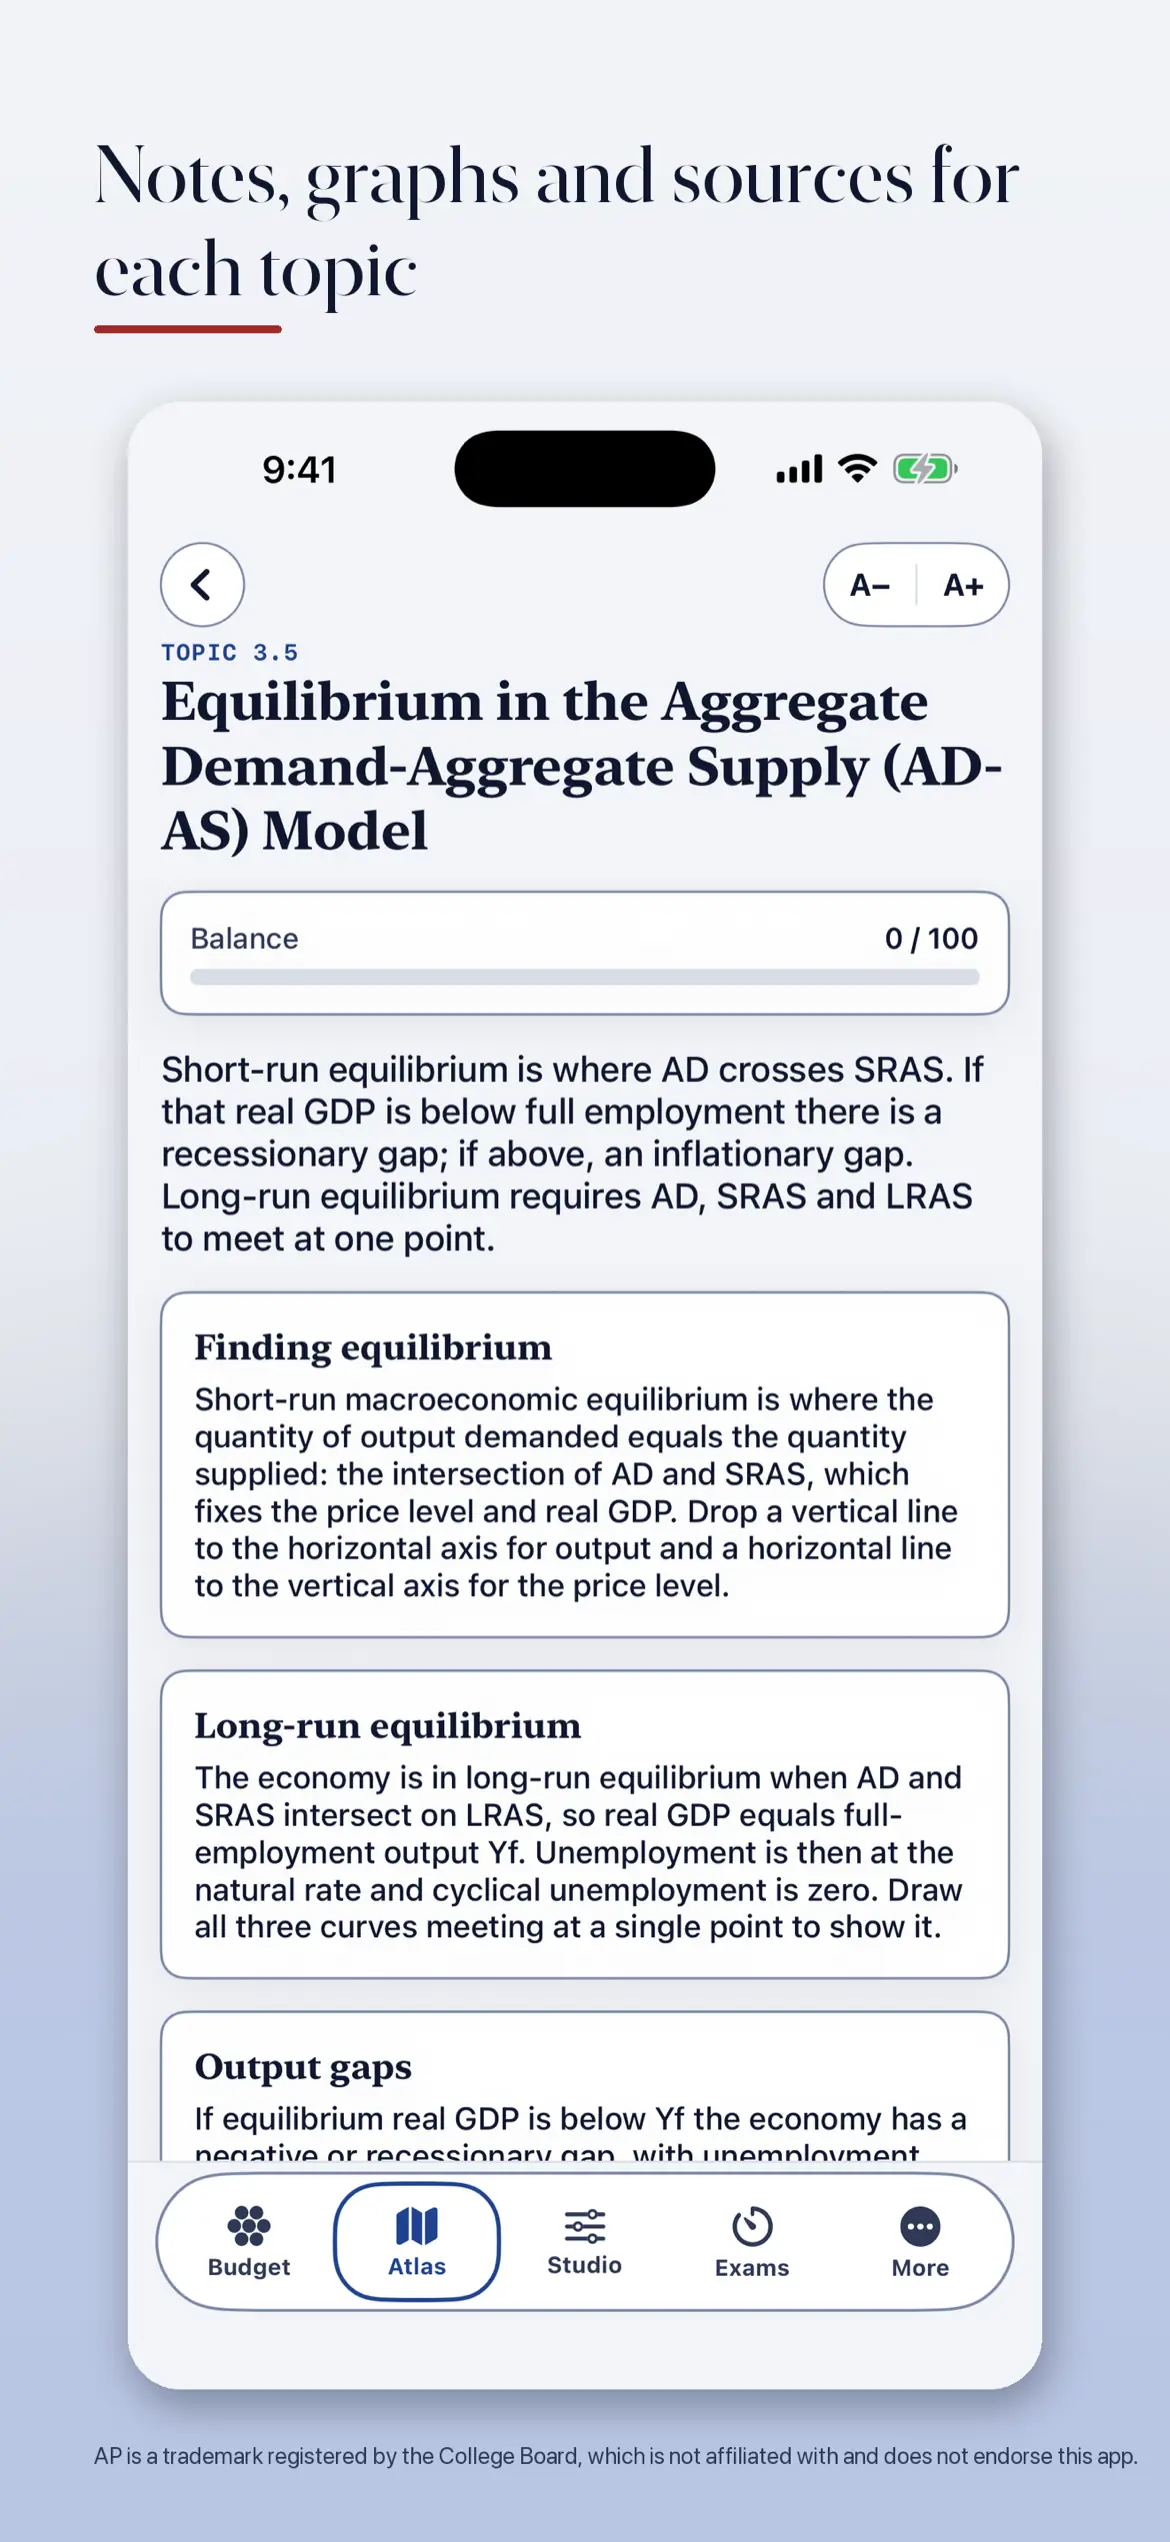 Notes, graphs and sources for
each topic
9:41
A− A+
TOPIC 3.5
Equilibrium in the Aggregate
Demand-Aggregate Supply (AD-
AS) Model
Balance 0 / 100
Short-run equilibrium is where AD crosses SRAS. If
that real GDP is below full employment there is a
recessionary gap; if above, an inflationary gap.
Long-run equilibrium requires AD, SRAS and LRAS
to meet at one point.
Finding equilibrium
Short-run macroeconomic equilibrium is where the
quantity of output demanded equals the quantity
supplied: the intersection of AD and SRAS, which
fixes the price level and real GDP. Drop a vertical line
to the horizontal axis for output and a horizontal line
to the vertical axis for the price level.
Long-run equilibrium
The economy is in long-run equilibrium when AD and
SRAS intersect on LRAS, so real GDP equals full-
employment output Yf. Unemployment is then at the
natural rate and cyclical unemployment is zero. Draw
all three curves meeting at a single point to show it.
Output gaps
If equilibrium real GDP is below Yf the economy has a
negative or recessionary gap, with unemployment
Budget Atlas Studio Exams More
AP is a trademark registered by the College Board, which is not affiliated with and does not endorse this app.